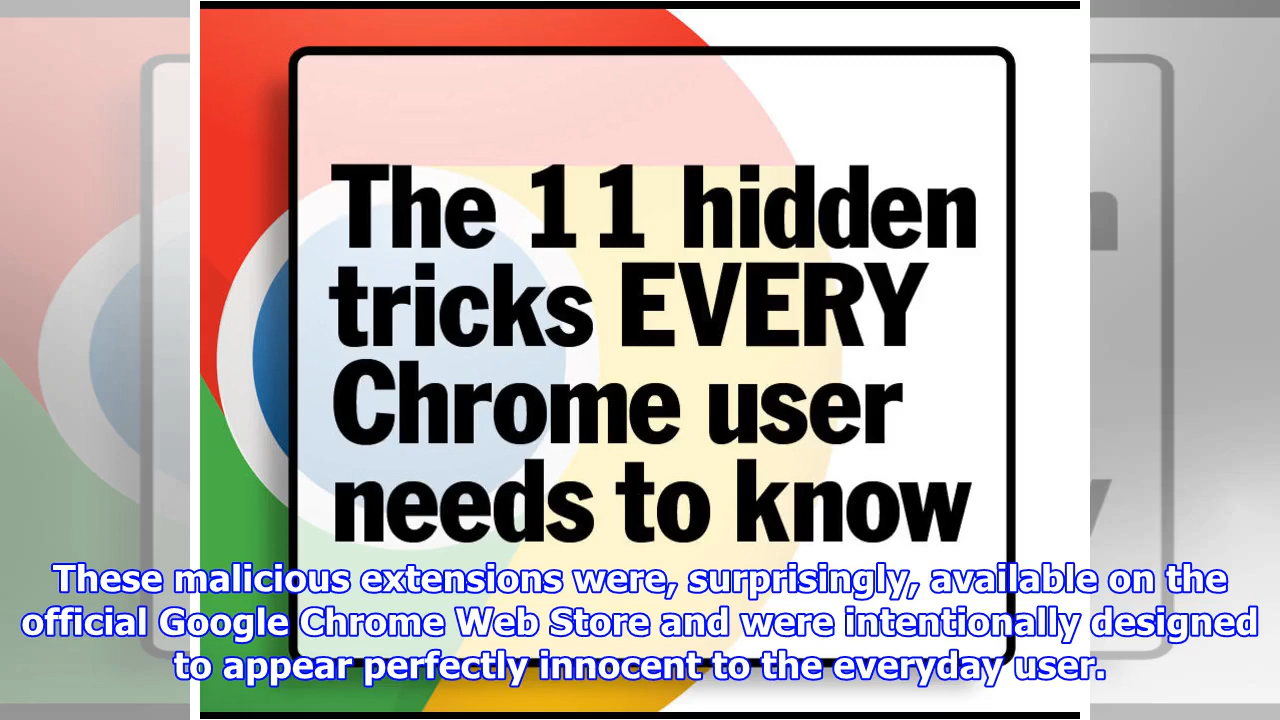 The 11 hidden
tricks EVERY
Chrome user
needs to know
These malicious extensions were, surprisingly, available on the
official Google Chrome Web Store and were intentionally designed
to appear perfectly innocent to the everyday user.